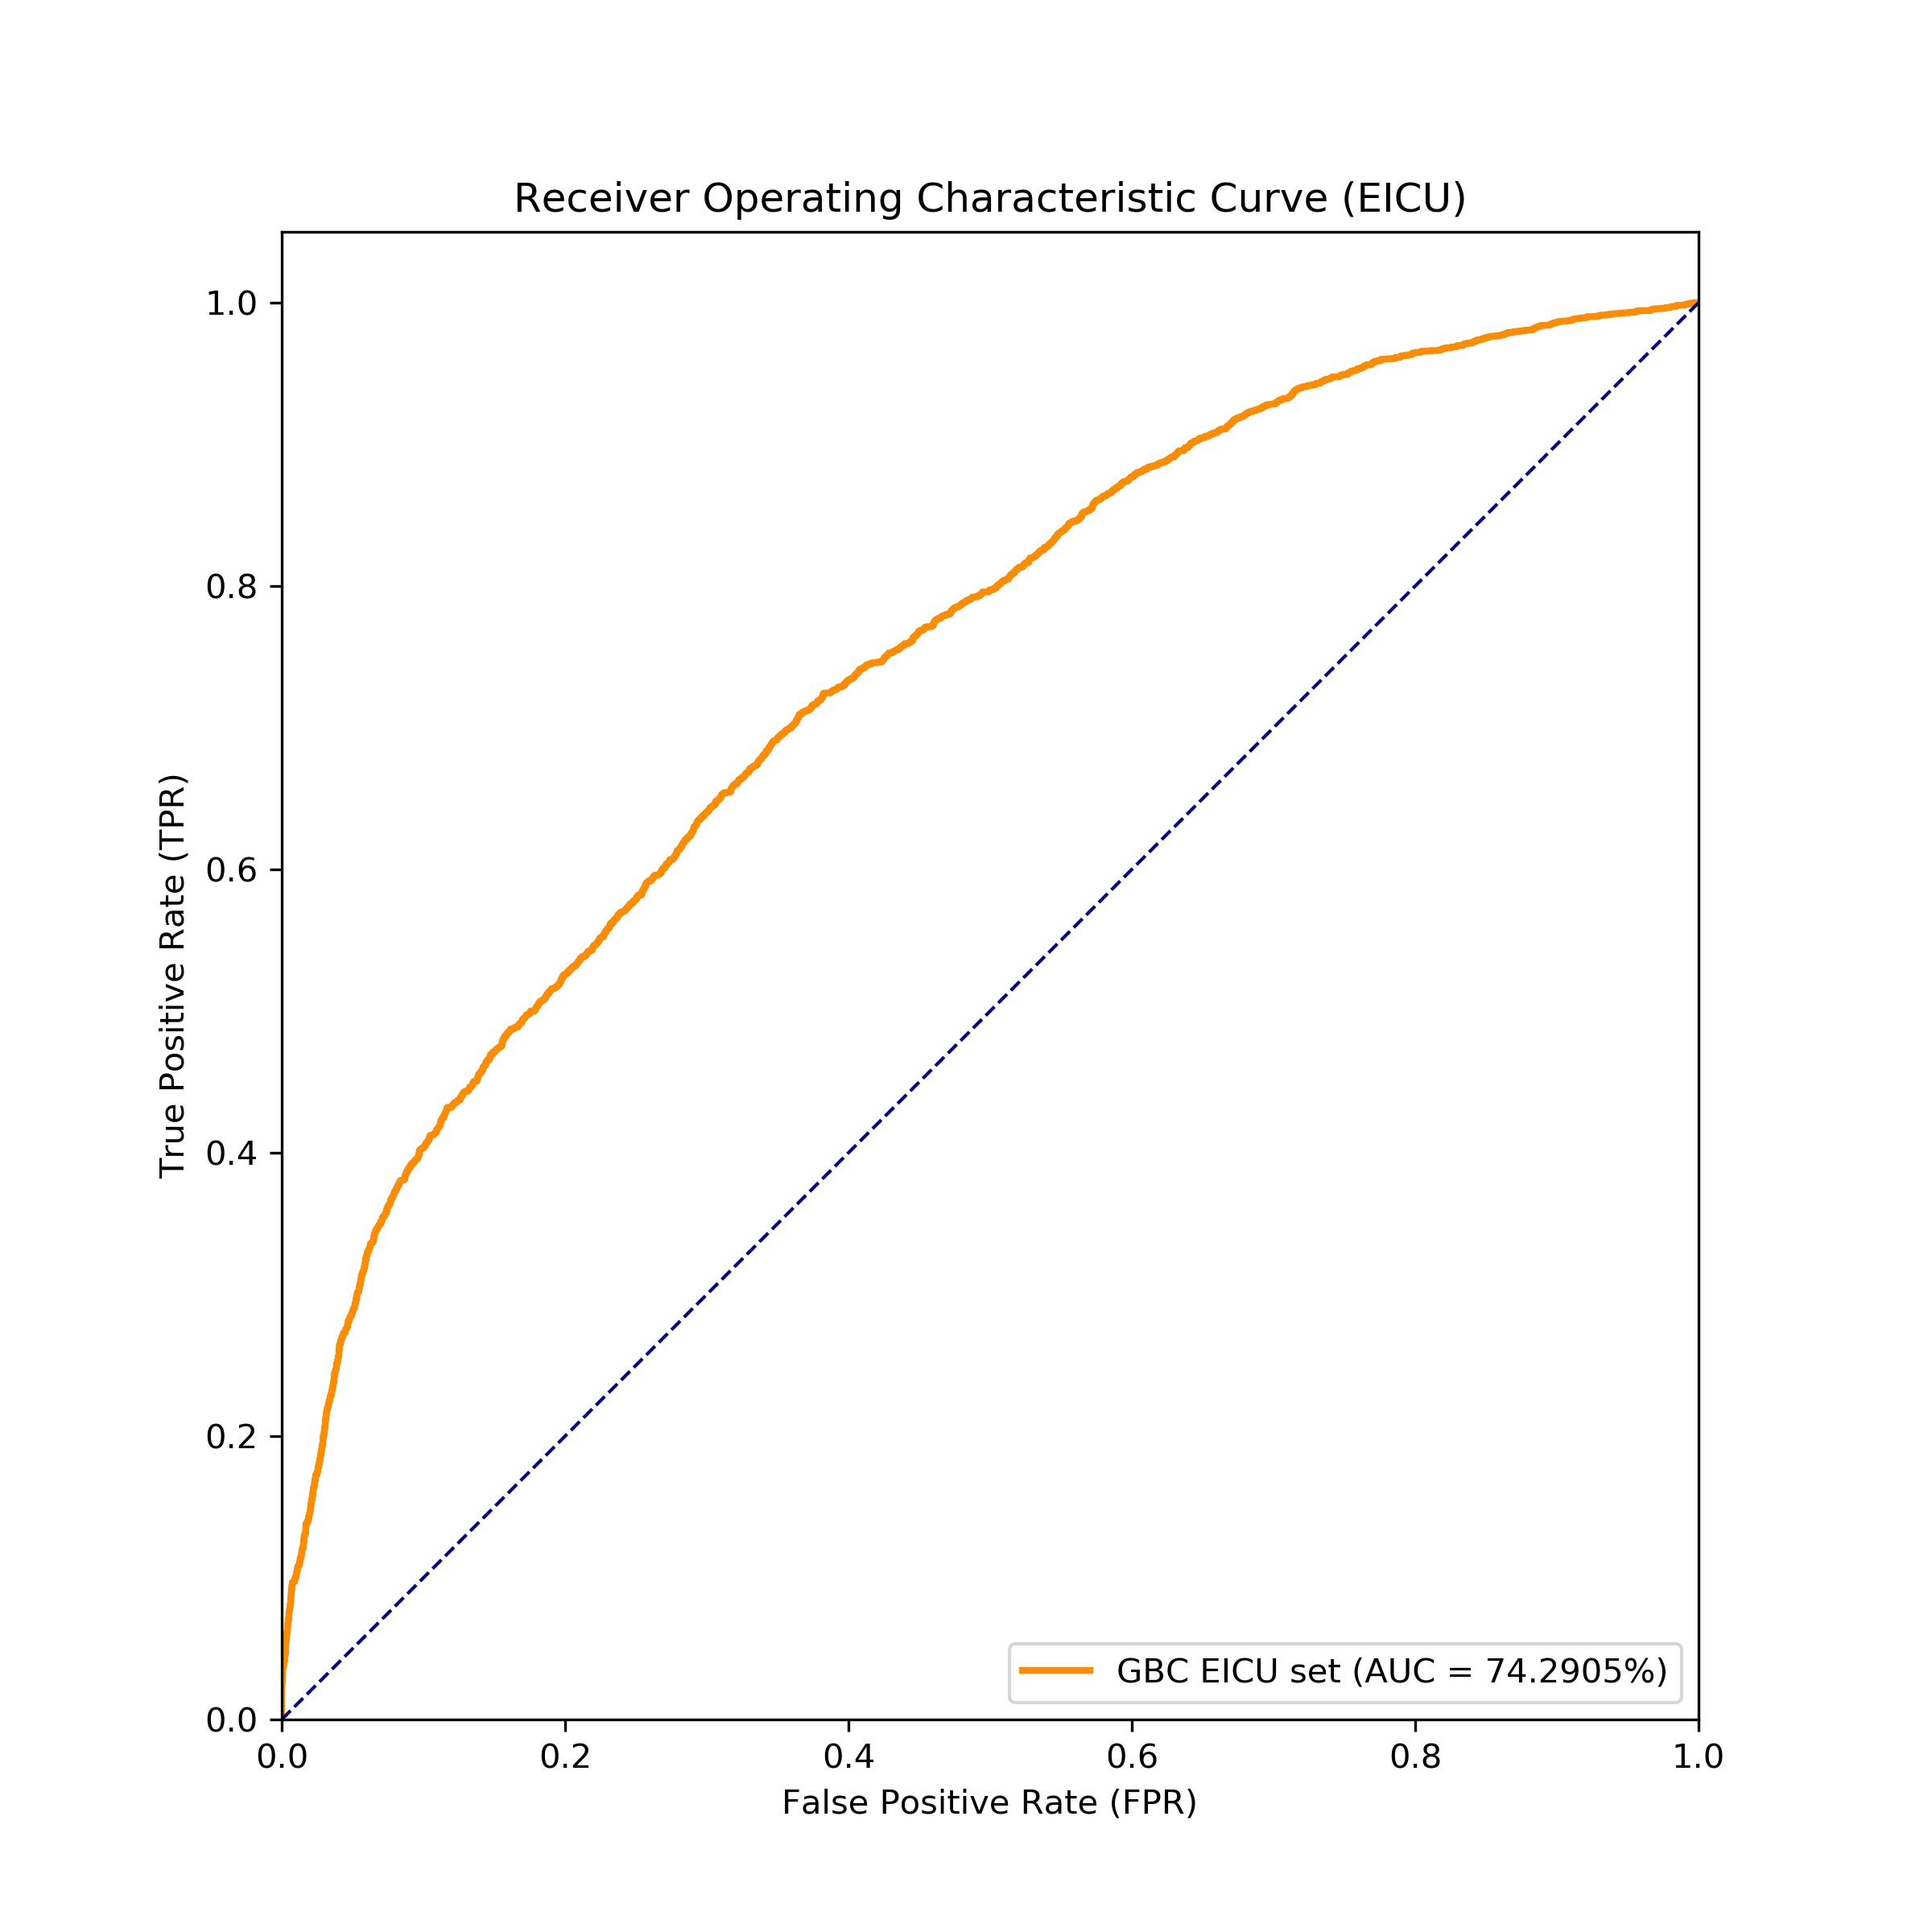 Receiver Operating Characteristic Curve (EICU)
1.0
0.8
0.6
0.4
0.2
0.0
True Positive Rate (TPR)
GBC EICU set (AUC = 74.2905%)
0.0 0.2 0.4 0.6 0.8 1.0
False Positive Rate (FPR)